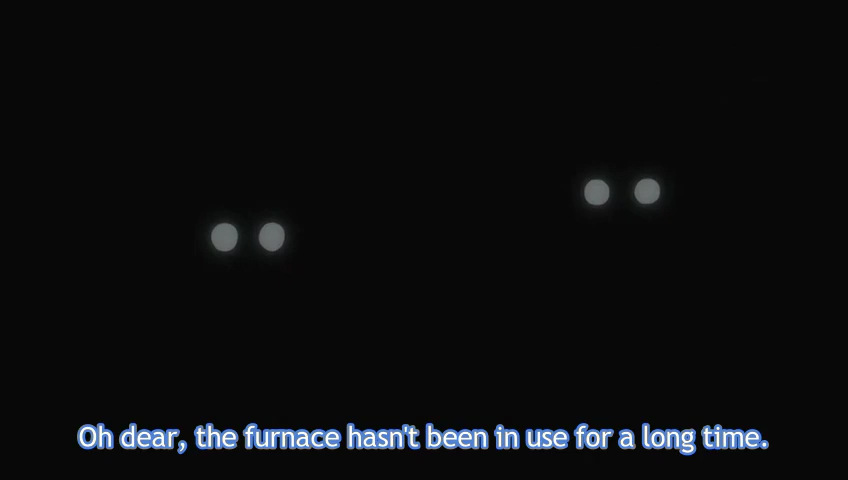 Oh dear, the furnace hasn't been in use for a long time.